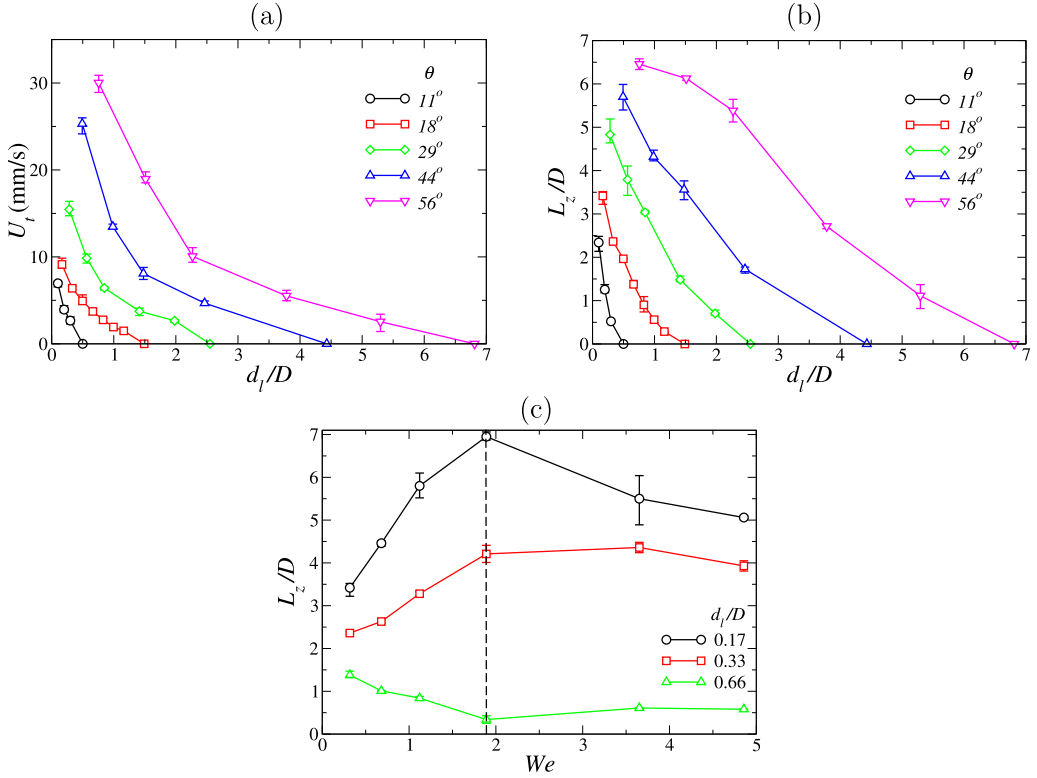 (a)
U_t (mm/s)
30
20
10
0
0 1 2 3 4 5 6 7
d_l/D
θ
11°
18°
29°
44°
56°
(b)
L_z/D
7
6
5
4
3
2
1
0
0 1 2 3 4 5 6 7
d_l/D
θ
11°
18°
29°
44°
56°
(c)
L_z/D
7
6
5
4
3
2
1
0
0 1 2 3 4 5
We
d_l/D
0.17
0.33
0.66